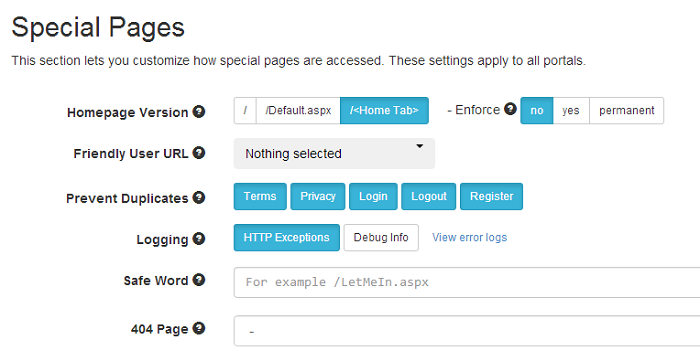 Special Pages
This section lets you customize how special pages are accessed. These settings apply to all portals.
Homepage Version ? / /Default.aspx /<Home Tab> - Enforce ? no yes permanent
Friendly User URL ? Nothing selected
Prevent Duplicates ? Terms Privacy Login Logout Register
Logging ? HTTP Exceptions Debug Info View error logs
Safe Word ? For example /LetMeIn.aspx
404 Page ? -